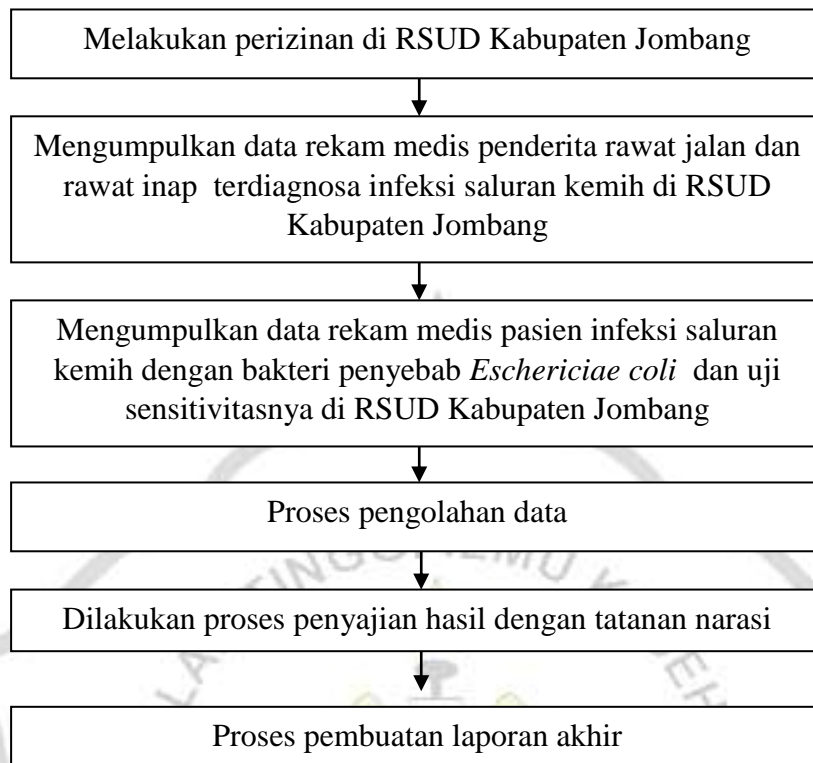 Melakukan perizinan di RSUD Kabupaten Jombang
Mengumpulkan data rekam medis penderita rawat jalan dan
rawat inap terdiagnosa infeksi saluran kemih di RSUD
Kabupaten Jombang
Mengumpulkan data rekam medis pasien infeksi saluran
kemih dengan bakteri penyebab Eschericiae coli dan uji
sensitivitasnya di RSUD Kabupaten Jombang
Proses pengolahan data
Dilakukan proses penyajian hasil dengan tatanan narasi
Proses pembuatan laporan akhir